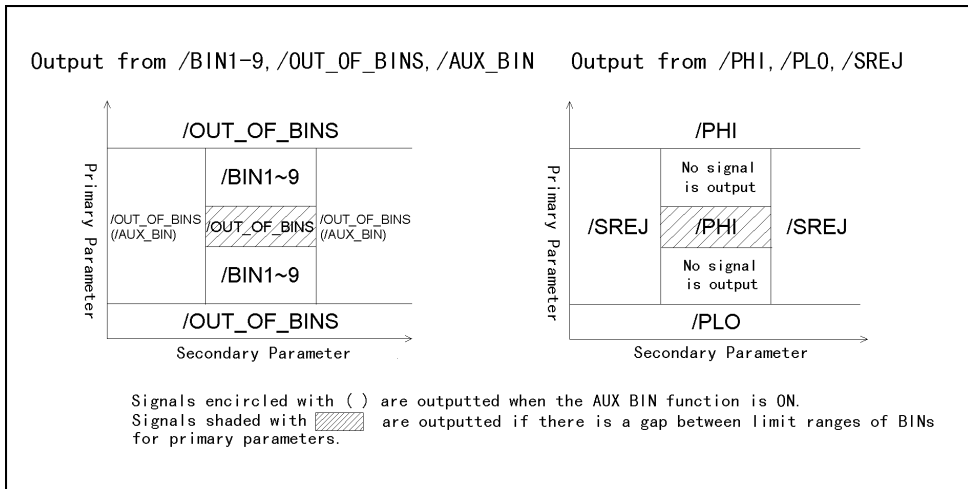 Output from /BIN1-9, /OUT_OF_BINS, /AUX_BIN
Output from /PHI, /PLO, /SREJ
Primary Parameter
/OUT_OF_BINS
/BIN1~9
/OUT_OF_BINS
(/AUX_BIN)
/OUT_OF_BINS
/OUT_OF_BINS
(/AUX_BIN)
/BIN1~9
/OUT_OF_BINS
Secondary Parameter
Primary Parameter
/PHI
No signal
is output
/SREJ
/PHI
/SREJ
No signal
is output
/PLO
Secondary Parameter
Signals encircled with ( ) are outputted when the AUX BIN function is ON.
Signals shaded with are outputted if there is a gap between limit ranges of BINs
for primary parameters.